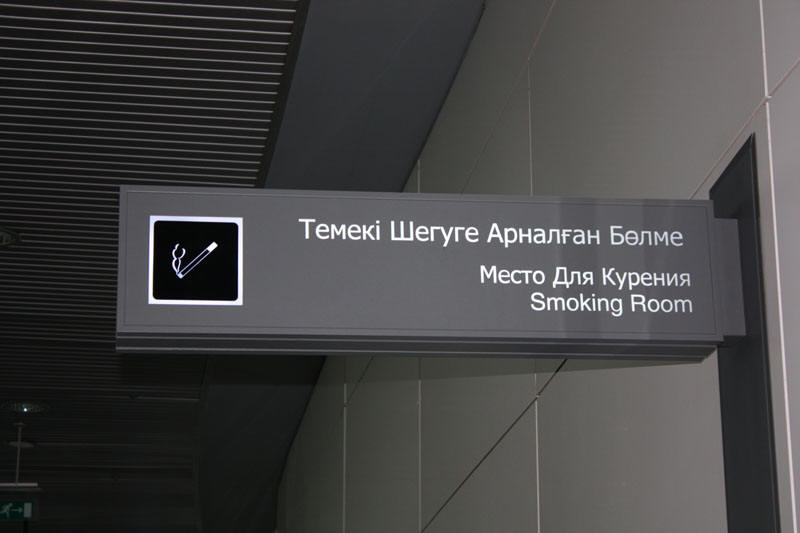 Темекі Шегуге Арналған Бөлме
Место Для Курения
Smoking Room